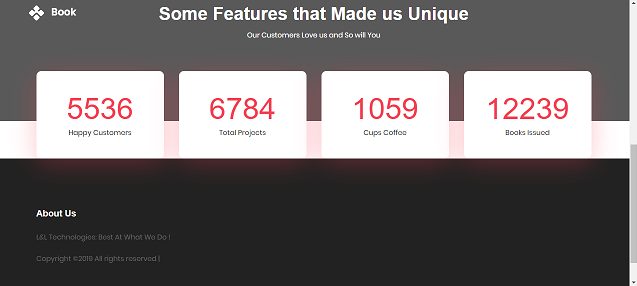 Book
Some Features that Made us Unique
Our Customers Love us and So will You
5536
Happy Customers
6784
Total Projects
1059
Cups Coffee
12239
Books Issued
About Us
L&L Technologies: Best At What We Do !
Copyright ©2019 All rights reserved |